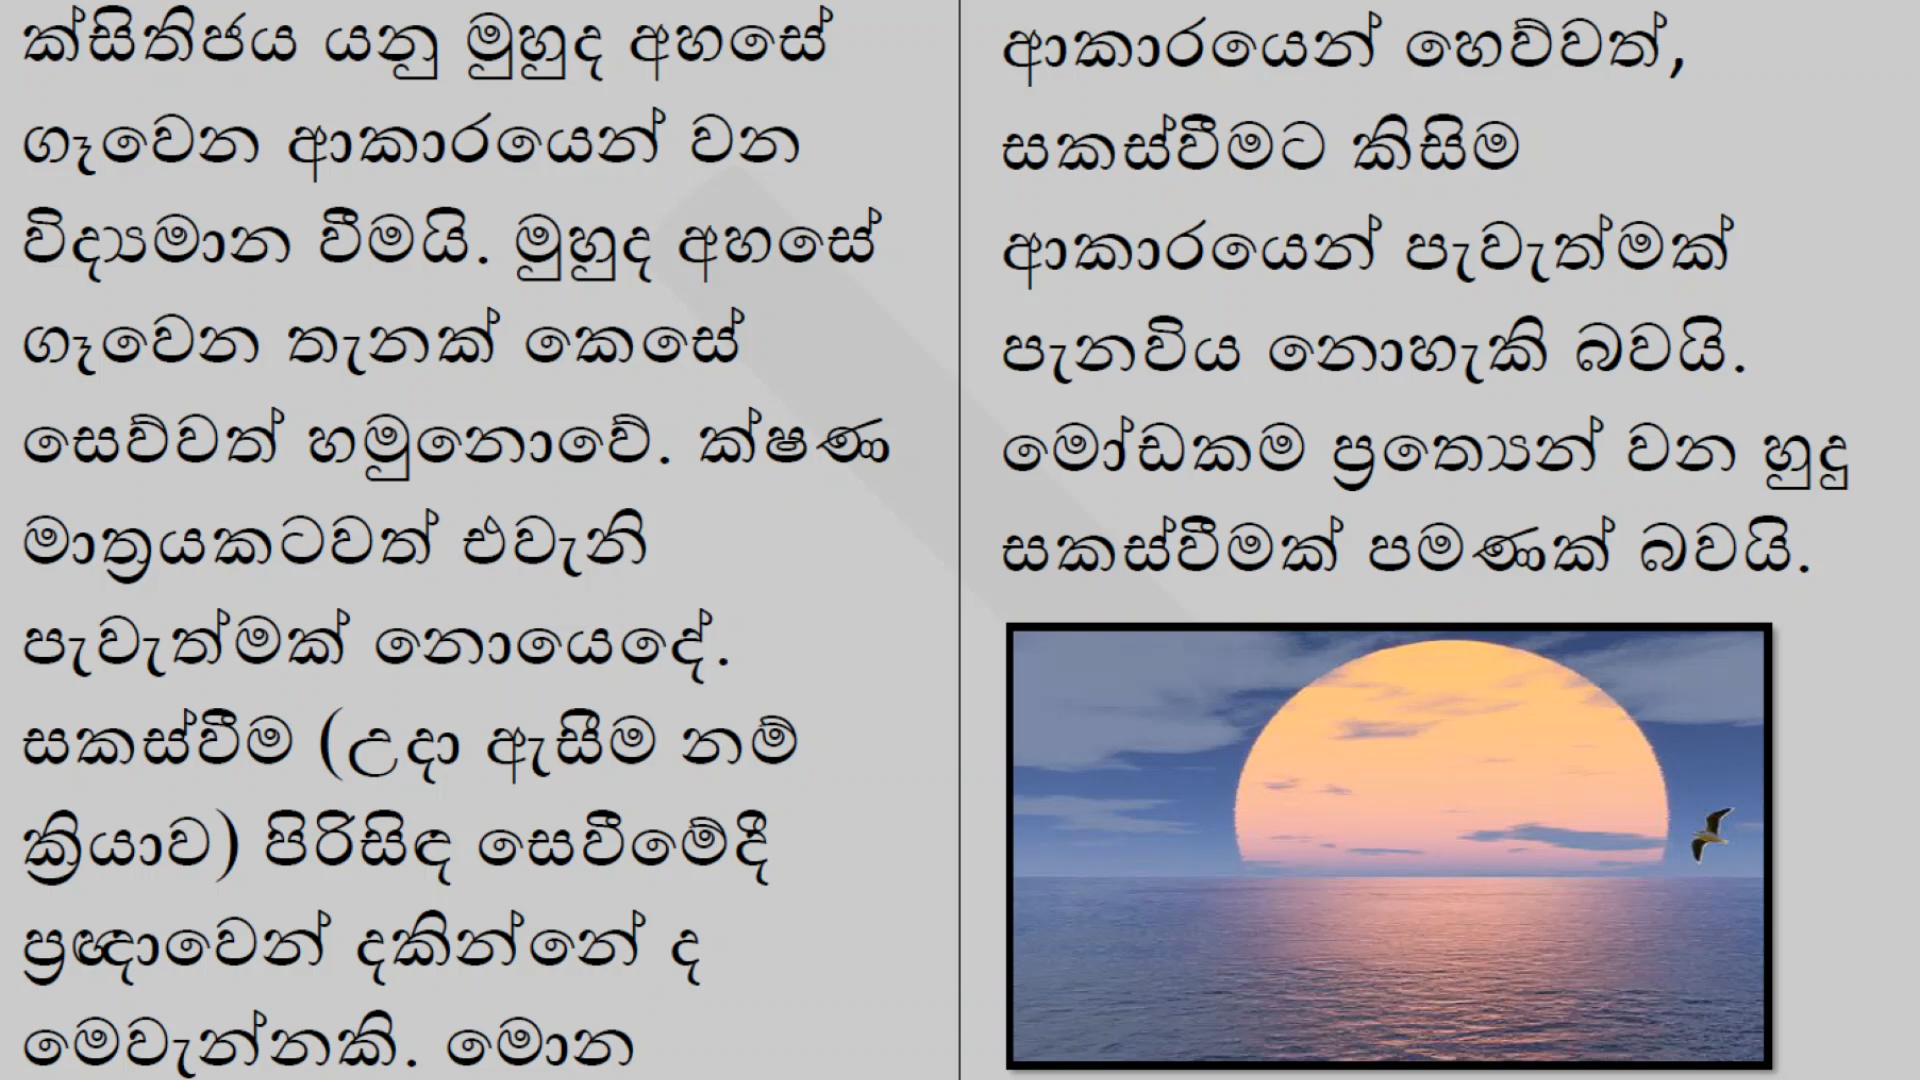 ක්සිතිජය යනු මුහුද අහසේ
ගෑවෙන ආකාරයෙන් වන
විද්‍යමාන වීමයි. මුහුද අහසේ
ගෑවෙන තැනක් කෙසේ
සෙව්වත් හමුනොවේ. ක්ෂණ
මාත්‍රයකටවත් එවැනි
පැවැත්මක් නොයෙදේ.
සකස්වීම (උදා ඇසීම නම්
ක්‍රියාව) පිරිසිඳ සෙවීමේදී
ප්‍රඥාවෙන් දකින්නේ ද
මෙවැන්නකි. මොන
ආකාරයෙන් හෙව්වත්,
සකස්වීමට කිසිම
ආකාරයෙන් පැවැත්මක්
පැනවිය නොහැකි බවයි.
මෝඩකම ප්‍රත්‍යෙන් වන හුදු
සකස්වීමක් පමණක් බවයි.